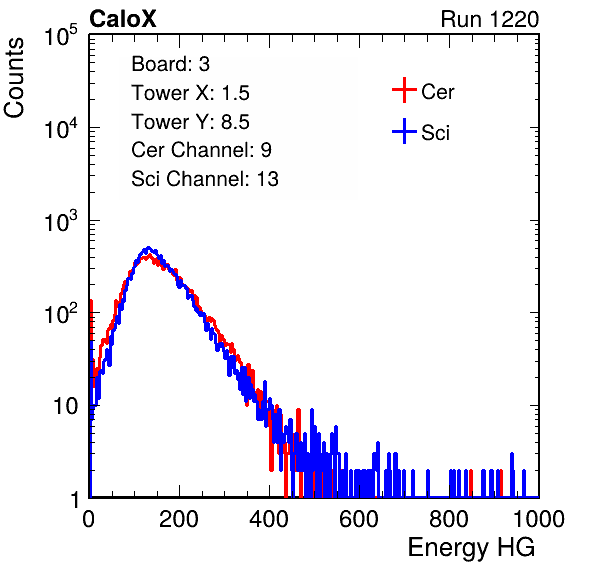 CaloX Run 1220
Counts
Board: 3
Tower X: 1.5
Tower Y: 8.5
Cer Channel: 9
Sci Channel: 13
Cer
Sci
10^5
10^4
10^3
10^2
10
1
0 200 400 600 800 1000
Energy HG